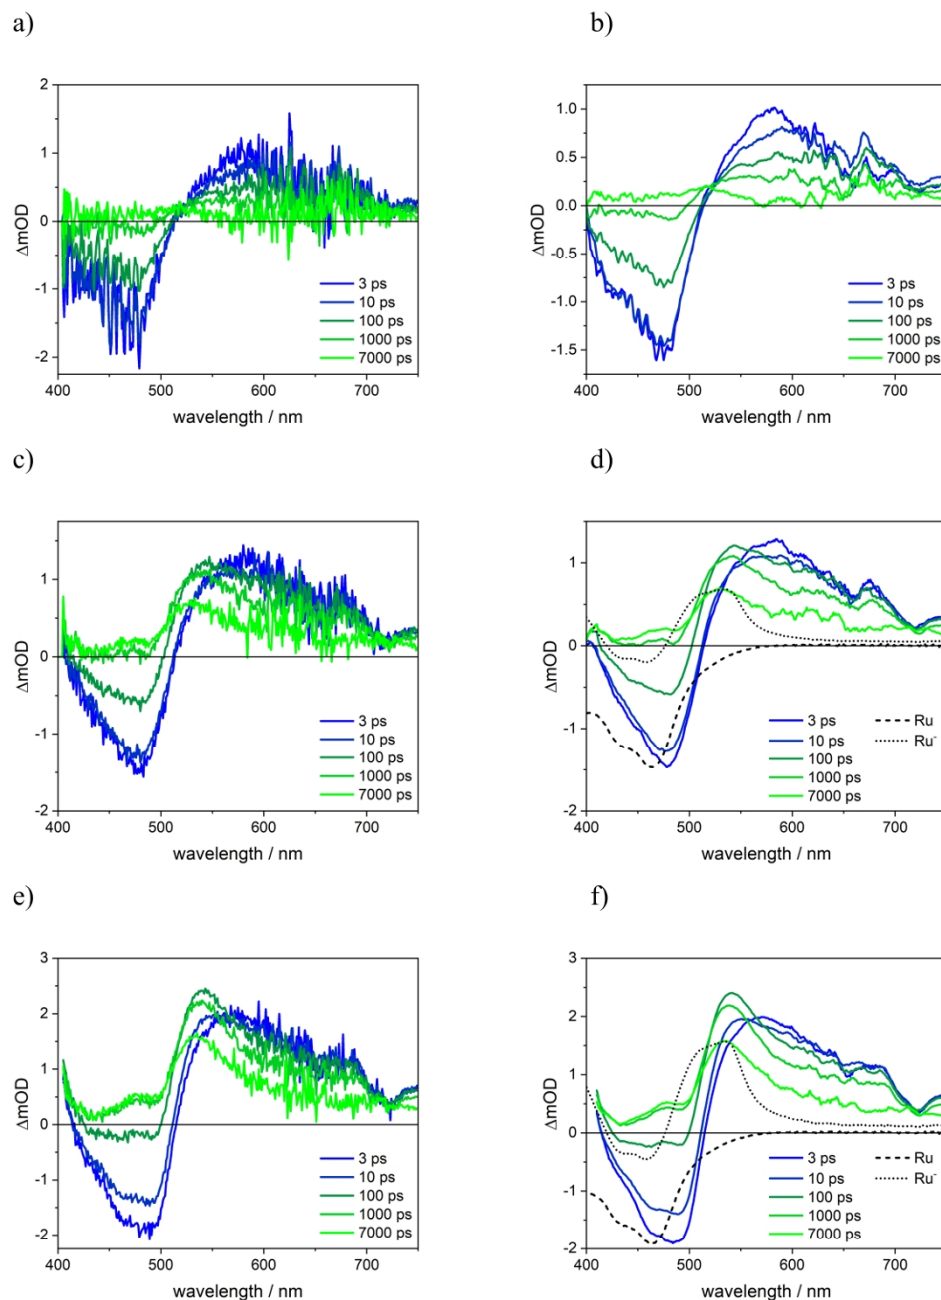 a)
b)
2
1
0
-1
-2
ΔmOD
400 500 600 700
wavelength / nm
3 ps
10 ps
100 ps
1000 ps
7000 ps
1.0
0.5
0.0
-0.5
-1.0
-1.5
ΔmOD
400 500 600 700
wavelength / nm
3 ps
10 ps
100 ps
1000 ps
7000 ps
c)
d)
1
0
-1
-2
ΔmOD
400 500 600 700
wavelength / nm
3 ps
10 ps
100 ps
1000 ps
7000 ps
1
0
-1
-2
ΔmOD
400 500 600 700
wavelength / nm
3 ps
10 ps
100 ps
1000 ps
7000 ps
Ru
Ru⁻
e)
f)
3
2
1
0
-1
-2
ΔmOD
400 500 600 700
wavelength / nm
3 ps
10 ps
100 ps
1000 ps
7000 ps
3
2
1
0
-1
-2
ΔmOD
400 500 600 700
wavelength / nm
3 ps
10 ps
100 ps
1000 ps
7000 ps
Ru
Ru⁻